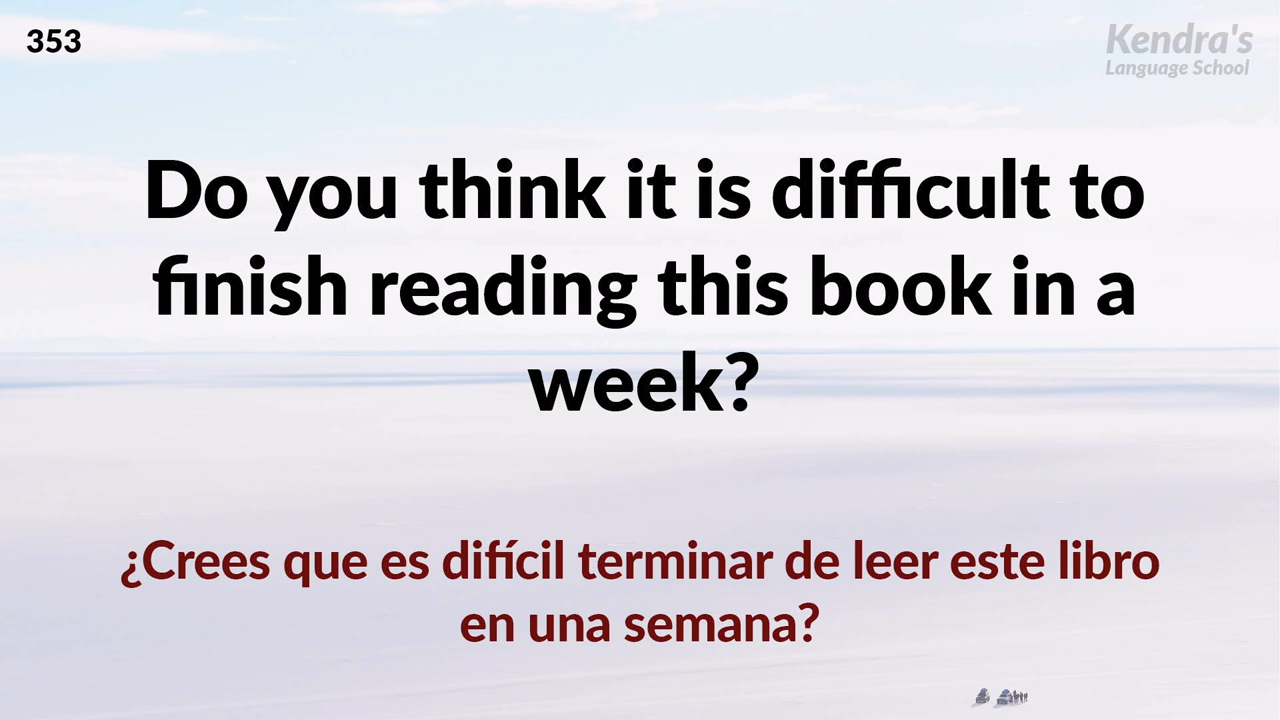 353
Kendra's
Language School
Do you think it is difficult to
finish reading this book in a
week?
¿Crees que es difícil terminar de leer este libro
en una semana?